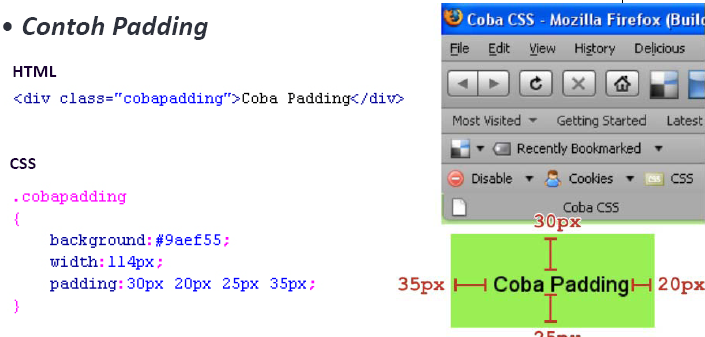 • Contoh Padding
HTML
<div class="cobapadding">Coba Padding</div>
CSS
.cobapadding
{
background:#9aef55;
width:114px;
padding:30px 20px 25px 35px;
}
Coba CSS - Mozilla Firefox (Build
File Edit View History Delicious
Most Visited Getting Started Latest
Recently Bookmarked
Disable Cookies CSS
Coba CSS
30px
35px Coba Padding 20px
25px